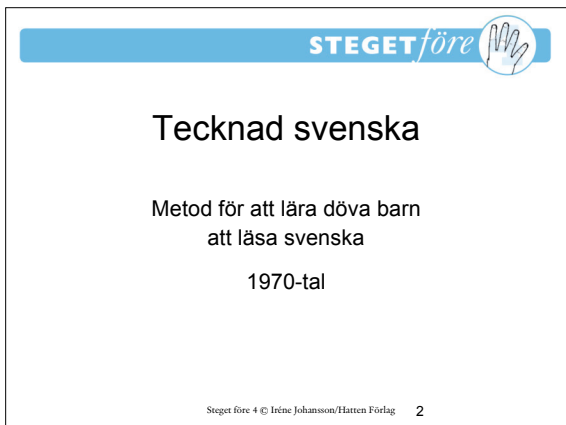 STEGETföre
Tecknad svenska
Metod för att lära döva barn
att läsa svenska
1970-tal
Steget före 4 © Iréne Johansson/Hatten Förlag 2